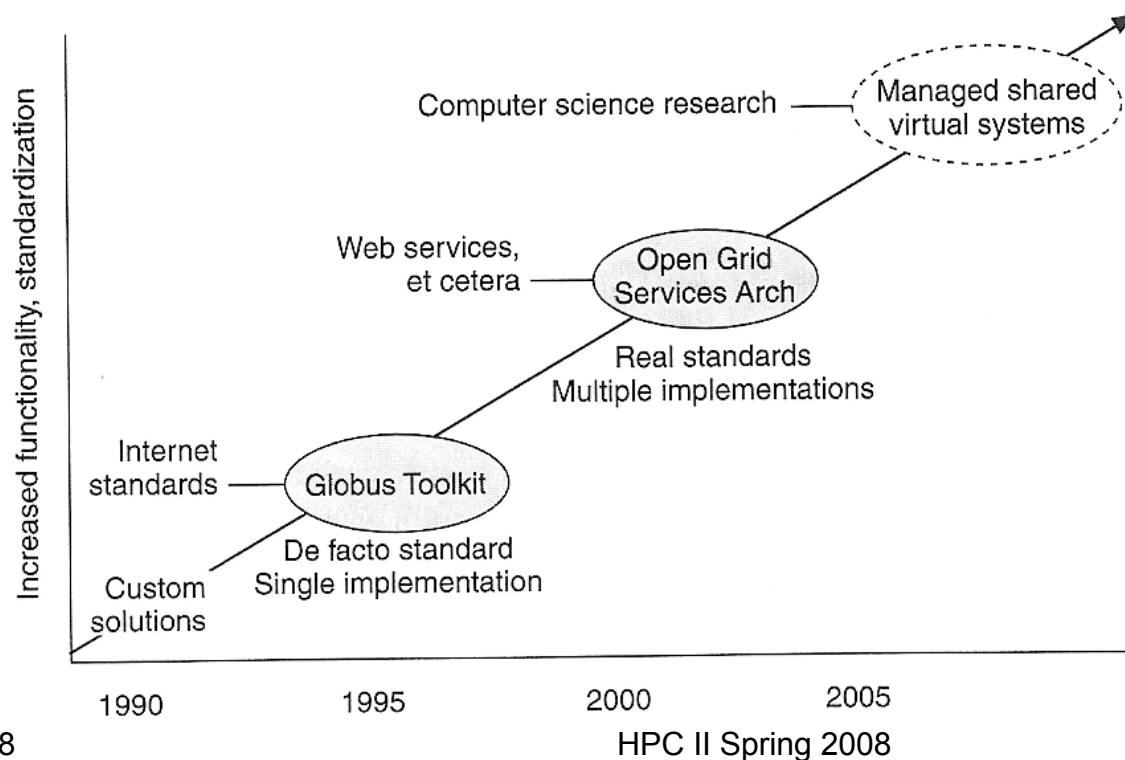 Increased functionality, standardization
Computer science research
Managed shared
virtual systems
Web services,
et cetera
Open Grid
Services Arch
Real standards
Multiple implementations
Internet
standards
Globus Toolkit
De facto standard
Single implementation
Custom
solutions
1990
1995
2000
2005
8
HPC II Spring 2008